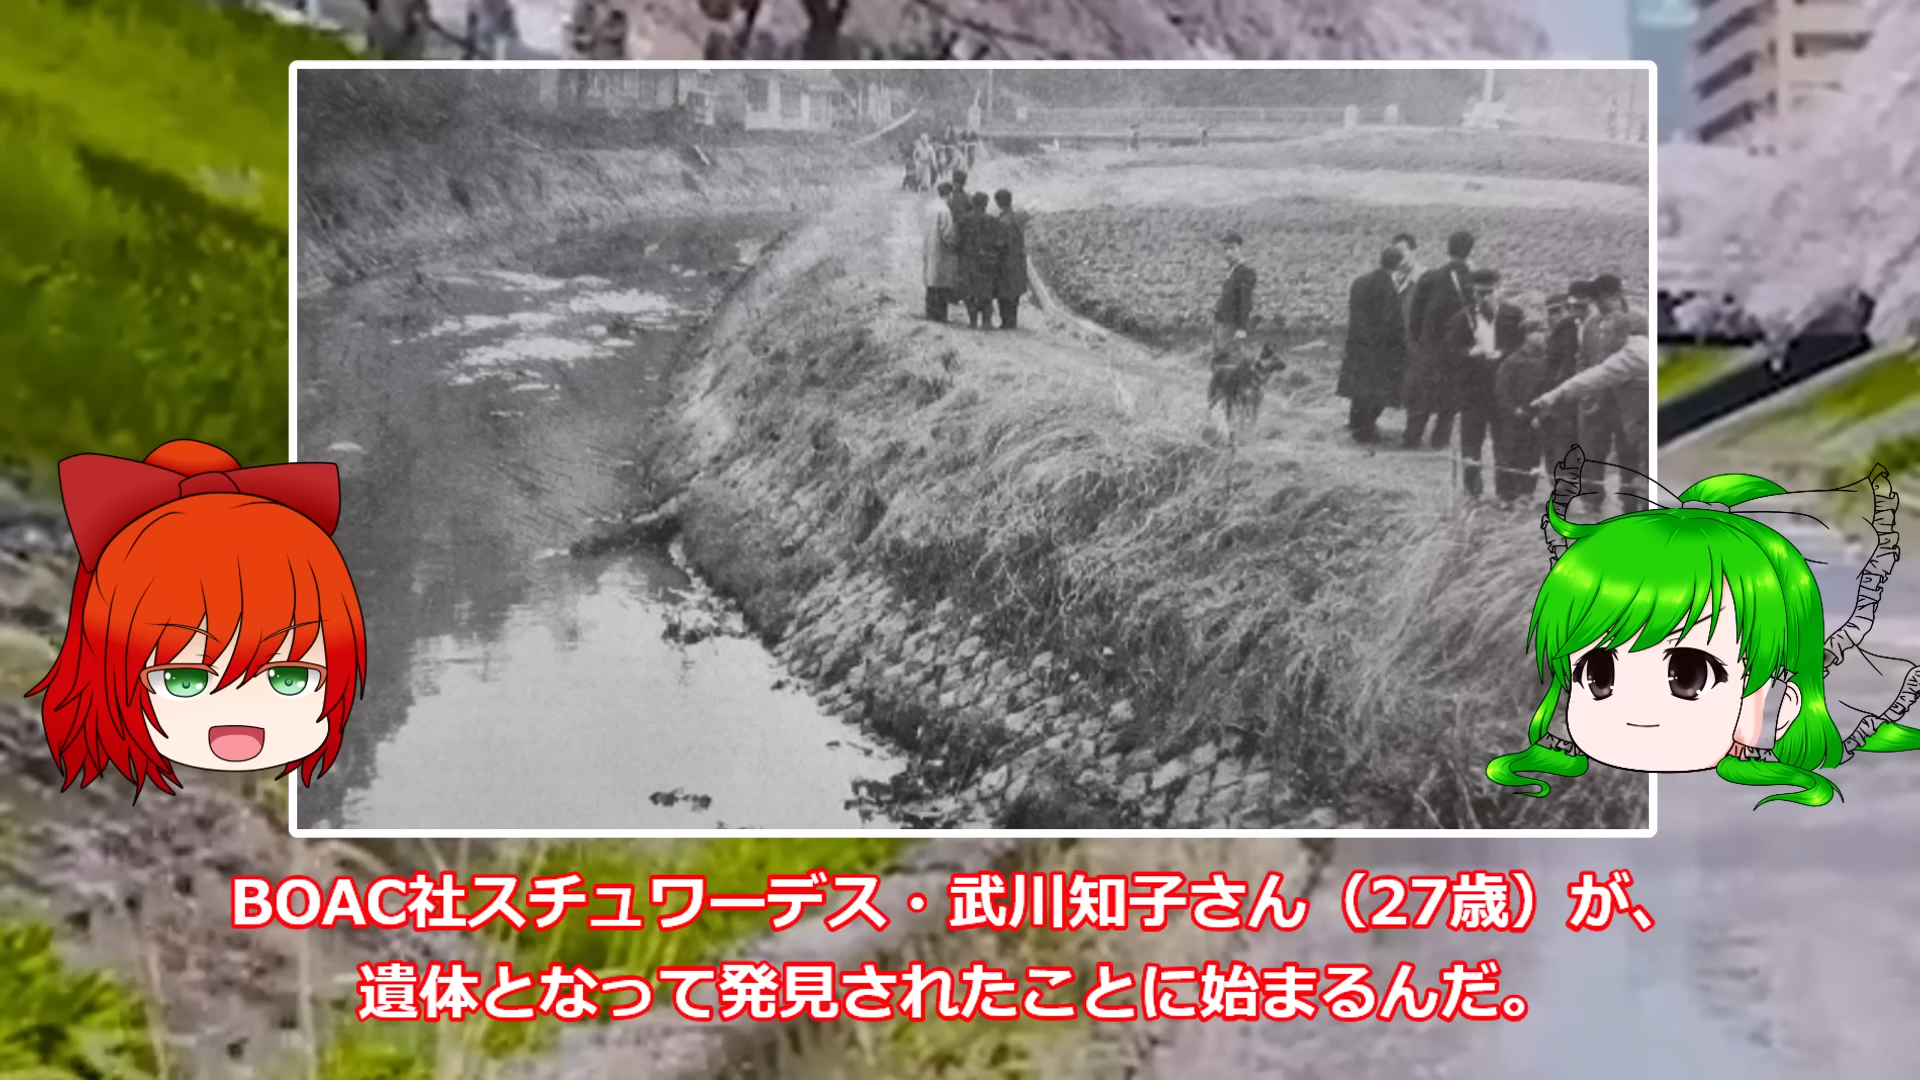 BOAC社スチュワーデス・武川知子さん（27歳）が、
遺体となって発見されたことに始まるんだ。